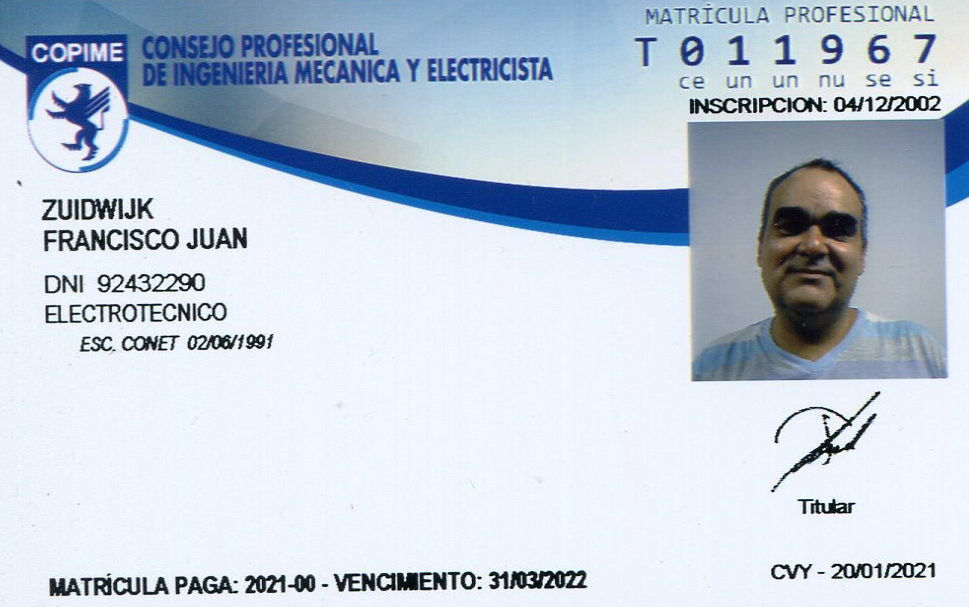 COPIME
CONSEJO PROFESIONAL
DE INGENIERIA MECANICA Y ELECTRICISTA
MATRÍCULA PROFESIONAL
T 0 1 1 9 6 7
ce un un nu se si
INSCRIPCION: 04/12/2002
ZUIDWIJK
FRANCISCO JUAN
DNI 92432290
ELECTROTECNICO
ESC. CONET 02/06/1991
Titular
MATRÍCULA PAGA: 2021-00 - VENCIMIENTO: 31/03/2022
CVY - 20/01/2021